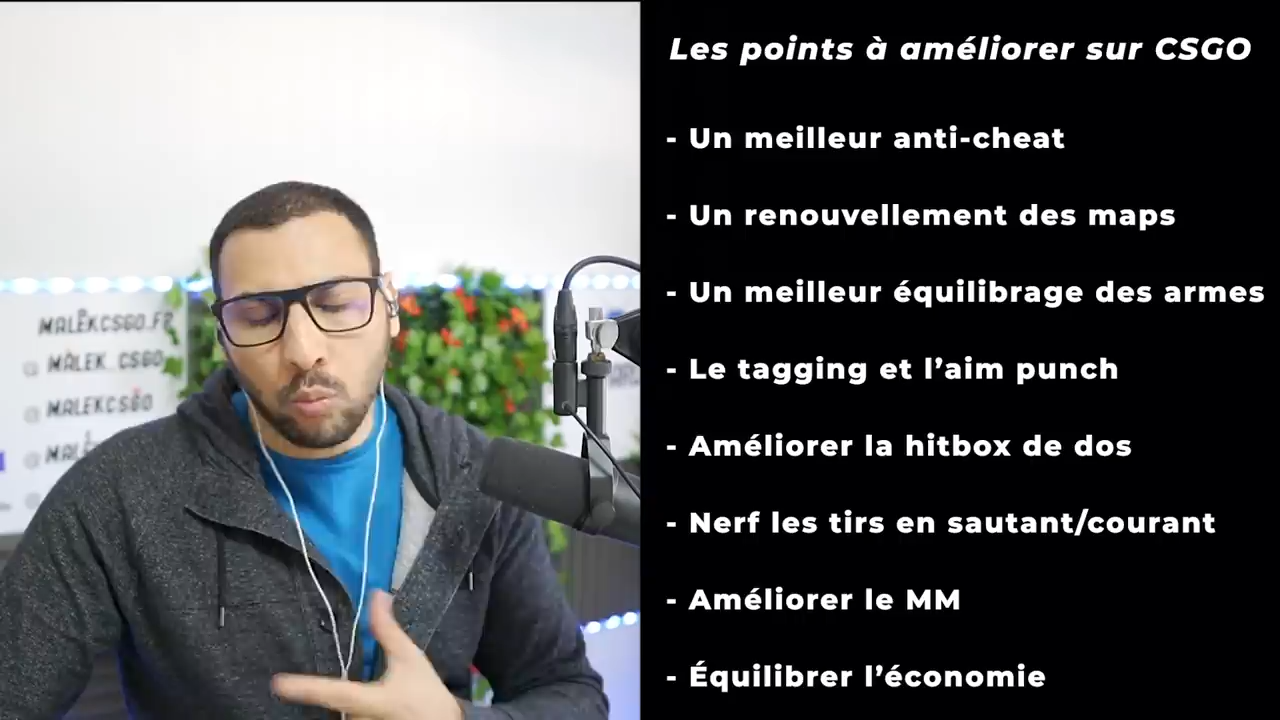 Les points à améliorer sur CSGO
- Un meilleur anti-cheat
- Un renouvellement des maps
- Un meilleur équilibrage des armes
- Le tagging et l’aim punch
- Améliorer la hitbox de dos
- Nerf les tirs en sautant/courant
- Améliorer le MM
- Équilibrer l’économie
MALEKCSGO.FR
@ MALEK_CSGO
@ MALEKCSGO